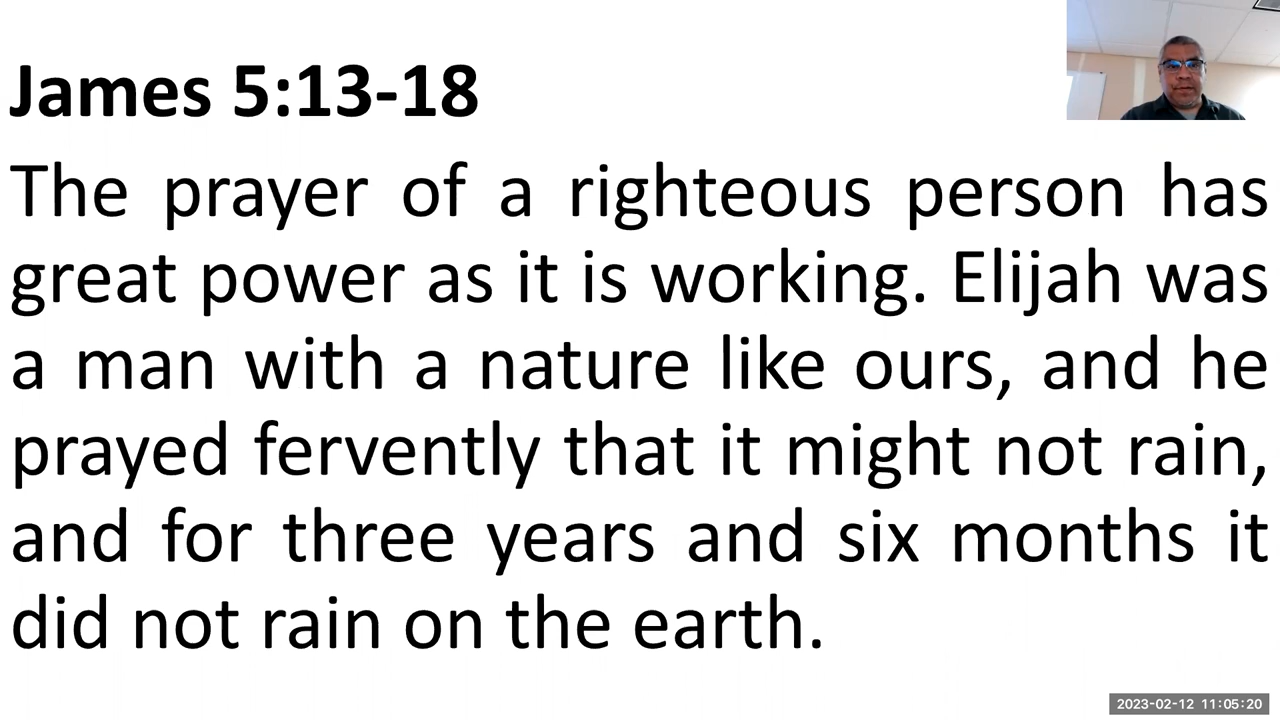 James 5:13-18
The prayer of a righteous person has
great power as it is working. Elijah was
a man with a nature like ours, and he
prayed fervently that it might not rain,
and for three years and six months it
did not rain on the earth.
2023-02-12 11:05:20